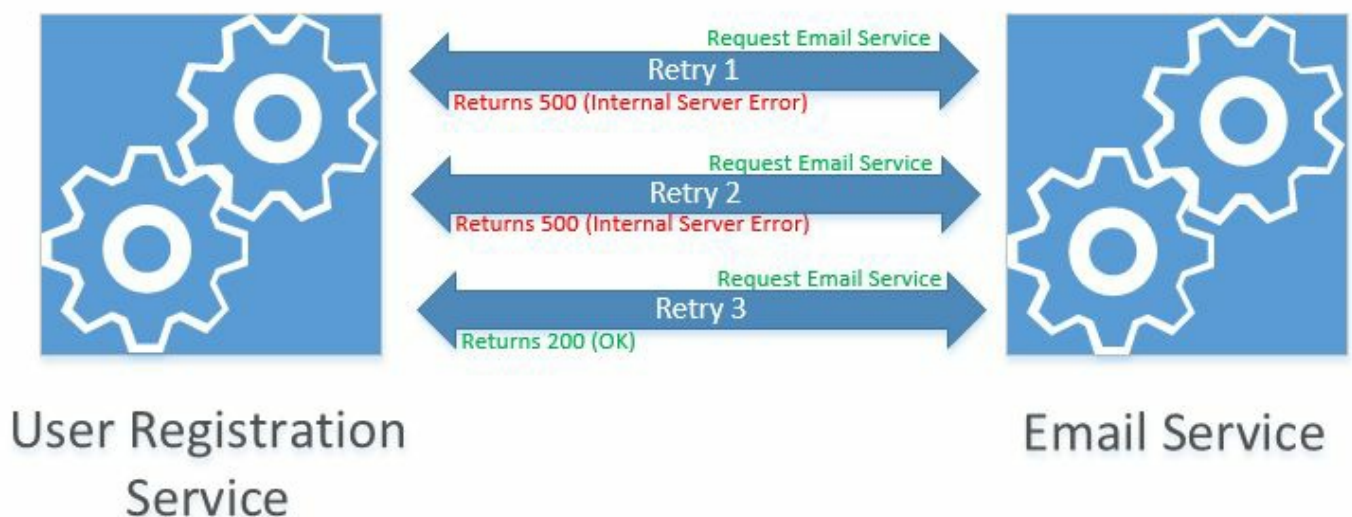 Request Email Service
Retry 1
Returns 500 (Internal Server Error)
Request Email Service
Retry 2
Returns 500 (Internal Server Error)
Request Email Service
Retry 3
Returns 200 (OK)
User Registration
Service
Email Service